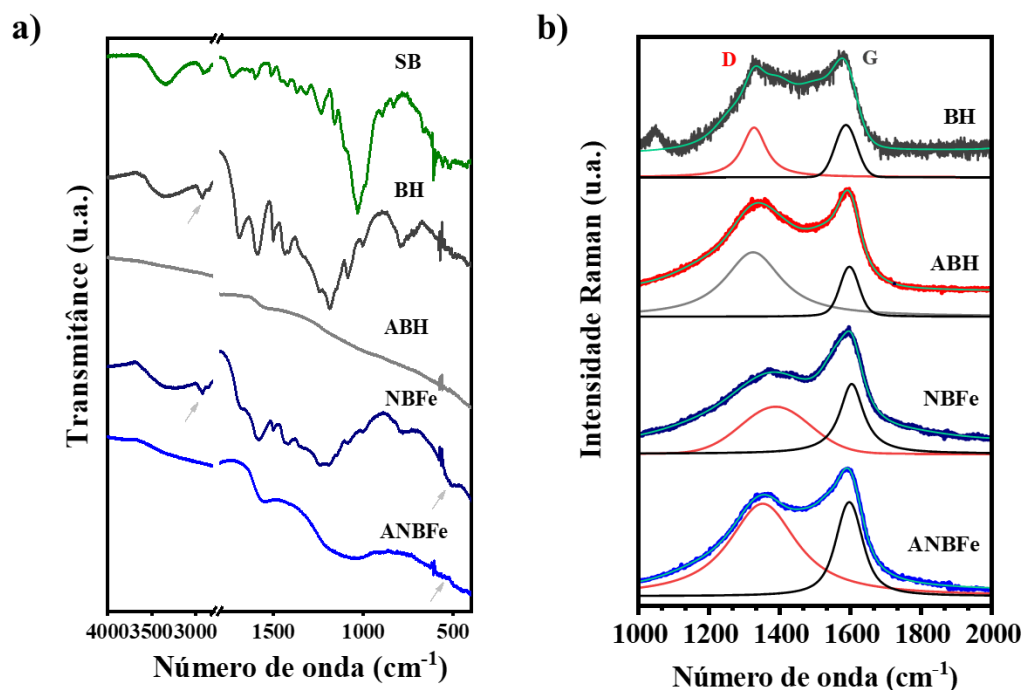 a)
SB
BH
ABH
NBFe
ANBFe
Transmitânce (u.a.)
4000 3500 3000 1500 1000 500
Número de onda (cm-1)
b)
D G
BH
ABH
NBFe
ANBFe
Intensidade Raman (u.a.)
1000 1200 1400 1600 1800 2000
Número de onda (cm-1)